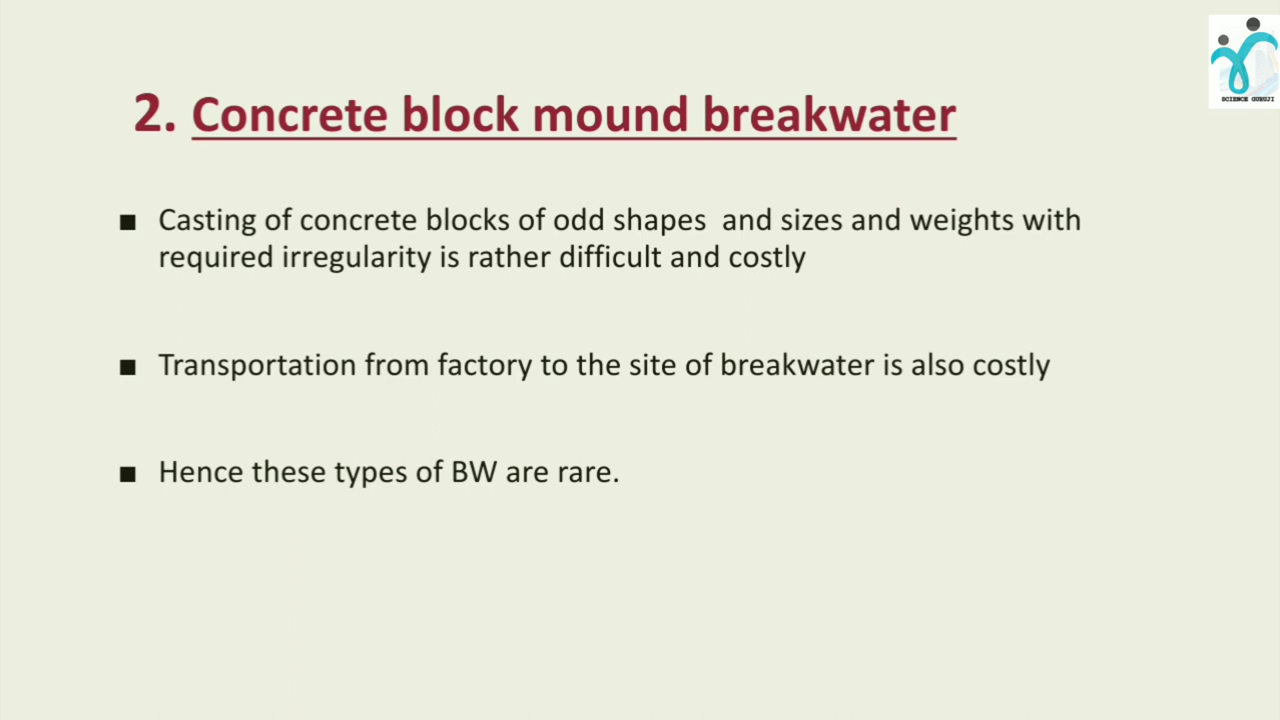 SCIENCE GURUJI
2. Concrete block mound breakwater
■ Casting of concrete blocks of odd shapes and sizes and weights with
required irregularity is rather difficult and costly
■ Transportation from factory to the site of breakwater is also costly
■ Hence these types of BW are rare.